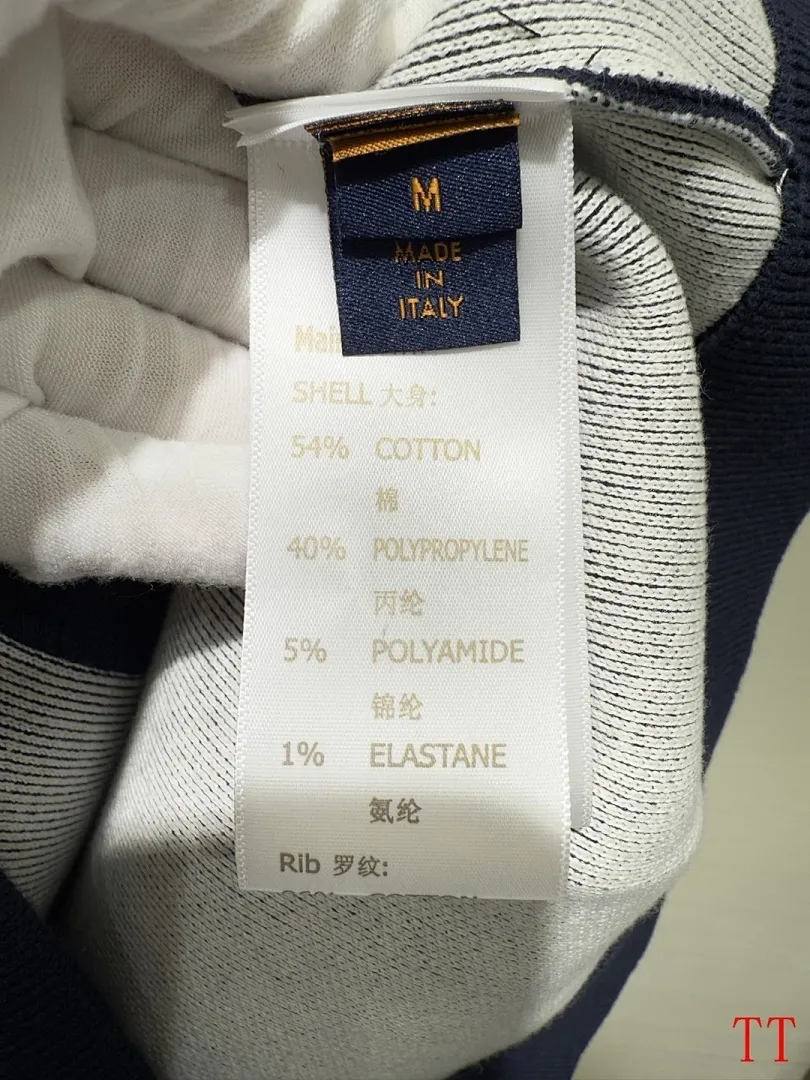 M
MADE
IN
ITALY
SHELL 大身:
54% COTTON
棉
40% POLYPROPYLENE
丙纶
5% POLYAMIDE
锦纶
1% ELASTANE
氨纶
Rib 罗纹:
TT